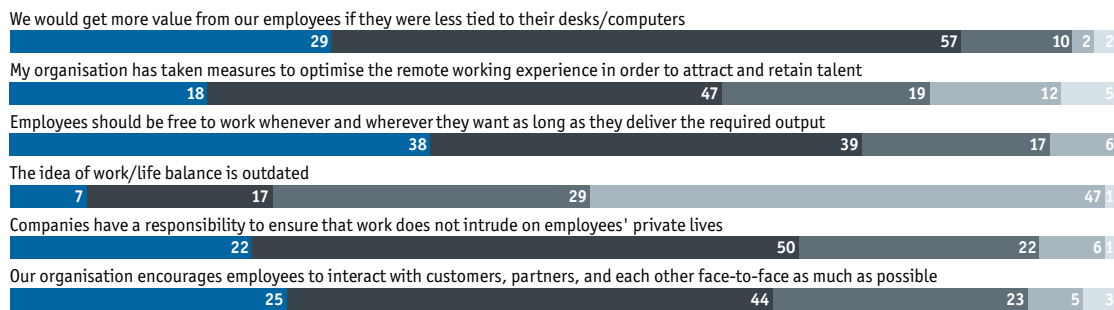 We would get more value from our employees if they were less tied to their desks/computers
29 57 10 2 2
My organisation has taken measures to optimise the remote working experience in order to attract and retain talent
18 47 19 12 5
Employees should be free to work whenever and wherever they want as long as they deliver the required output
38 39 17 6
The idea of work/life balance is outdated
7 17 29 47 1
Companies have a responsibility to ensure that work does not intrude on employees' private lives
22 50 22 6 1
Our organisation encourages employees to interact with customers, partners, and each other face-to-face as much as possible
25 44 23 5 3